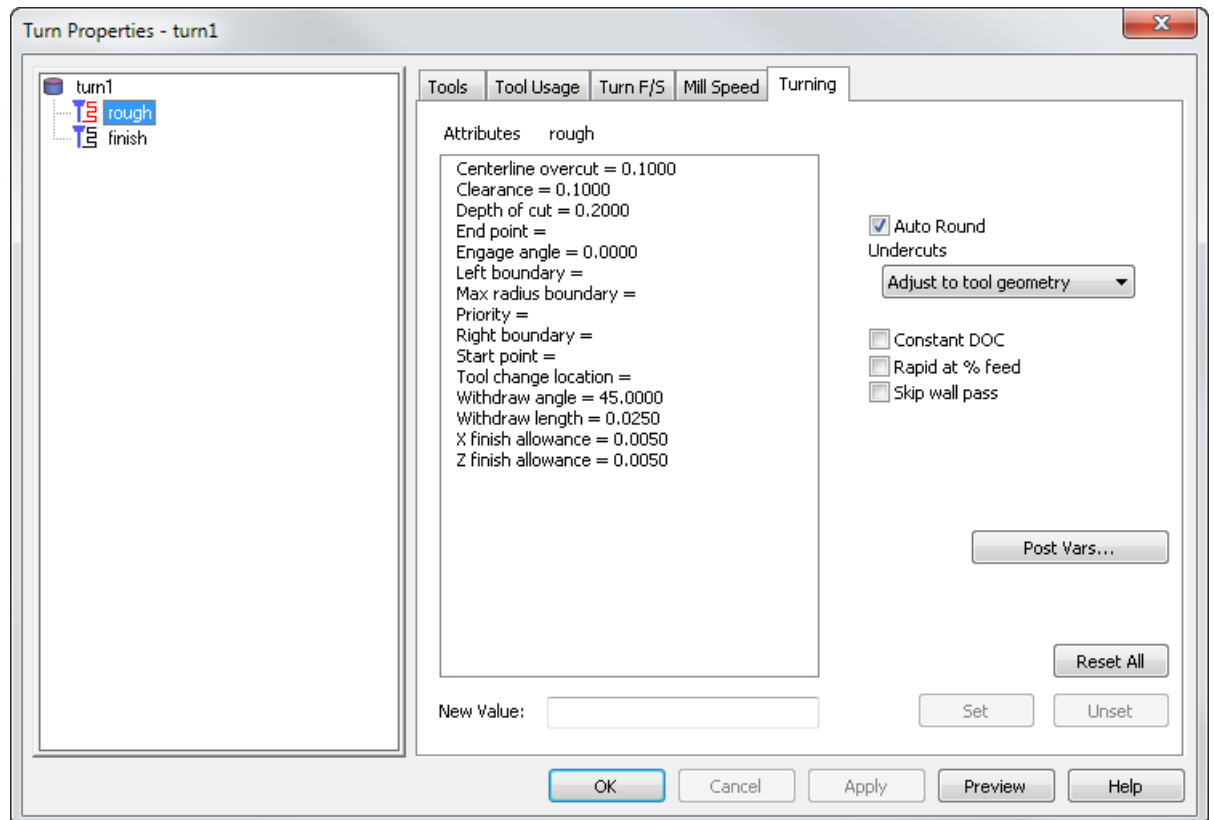 Turn Properties - turn1
turn1
rough
finish
Tools
Tool Usage
Turn F/S
Mill Speed
Turning
Attributes rough
Centerline overcut = 0.1000
Clearance = 0.1000
Depth of cut = 0.2000
End point =
Engage angle = 0.0000
Left boundary =
Max radius boundary =
Priority =
Right boundary =
Start point =
Tool change location =
Withdraw angle = 45.0000
Withdraw length = 0.0250
X finish allowance = 0.0050
Z finish allowance = 0.0050
Auto Round
Undercuts
Adjust to tool geometry
Constant DOC
Rapid at % feed
Skip wall pass
Post Vars...
Reset All
New Value:
Set
Unset
OK
Cancel
Apply
Preview
Help